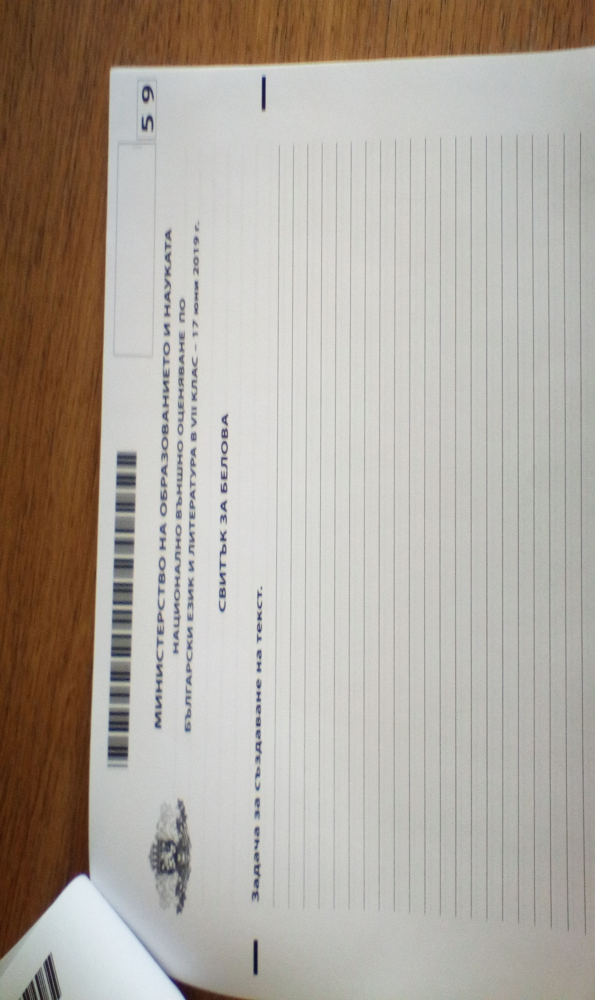 5 9
МИНИСТЕРСТВО НА ОБРАЗОВАНИЕТО И НАУКАТА
НАЦИОНАЛНО ВЪНШНО ОЦЕНЯВАНЕ ПО
БЪЛГАРСКИ ЕЗИК И ЛИТЕРАТУРА В VII КЛАС – 17 юни 2019 г.
СВИТЪК ЗА БЕЛОВА
Задача за създаване на текст.